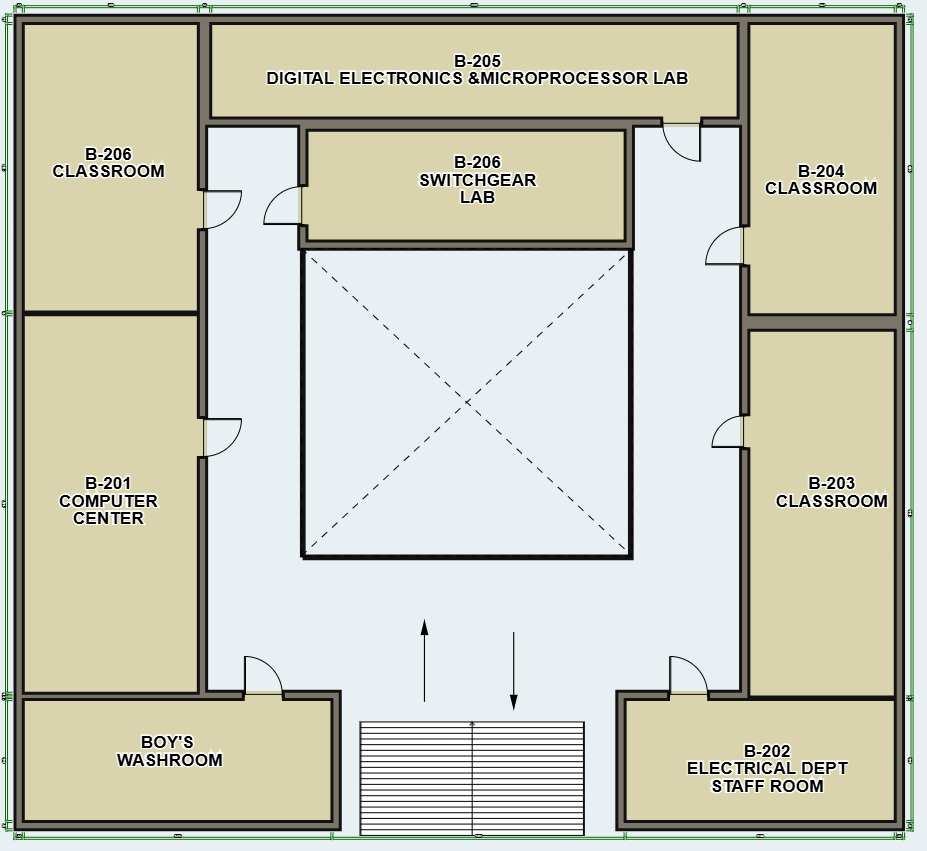 B-205
DIGITAL ELECTRONICS &MICROPROCESSOR LAB
B-206
CLASSROOM
B-206
SWITCHGEAR
LAB
B-204
CLASSROOM
B-201
COMPUTER
CENTER
B-203
CLASSROOM
BOY'S
WASHROOM
B-202
ELECTRICAL DEPT
STAFF ROOM